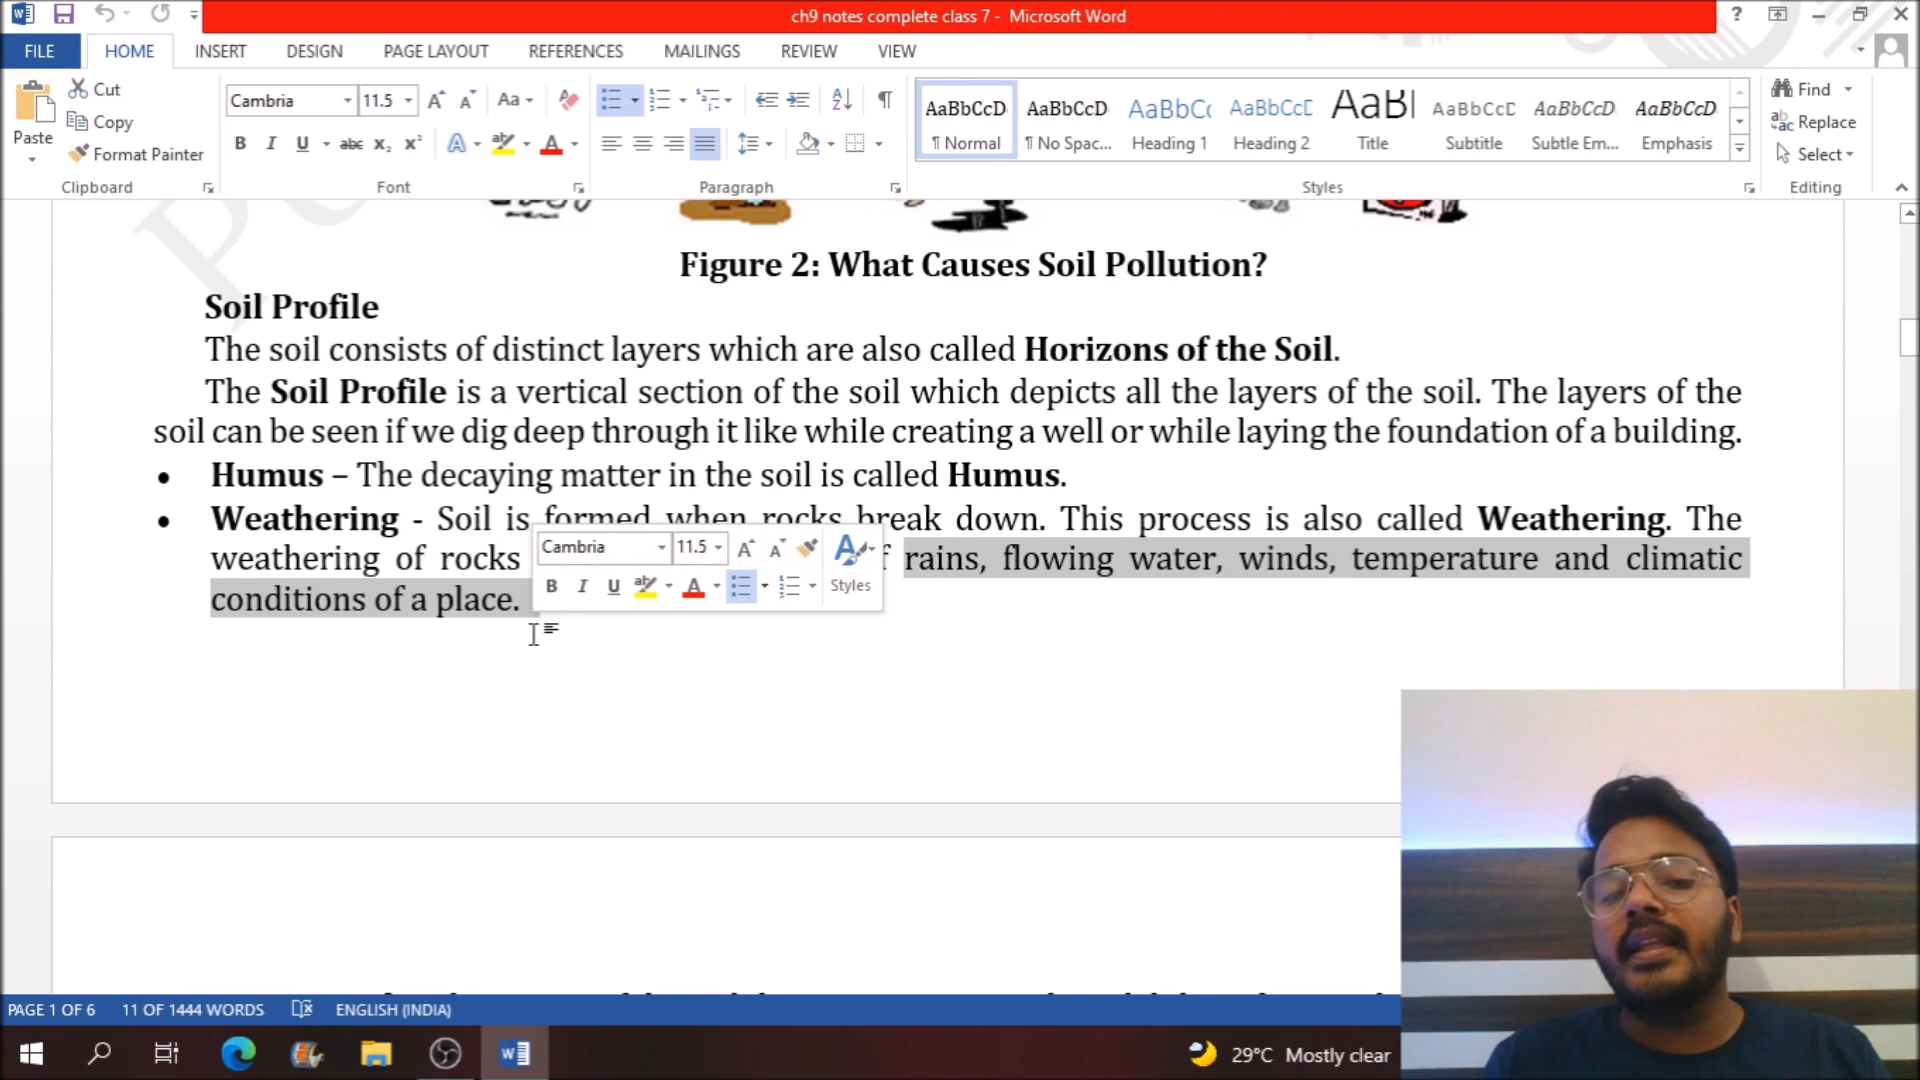 ch9 notes complete class 7 - Microsoft Word
FILE HOME INSERT DESIGN PAGE LAYOUT REFERENCES MAILINGS REVIEW VIEW
Paste
Cut
Copy
Format Painter
Clipboard
Cambria 11.5
Font
Paragraph
AaBbCcD AaBbCcD AaBbC AaBbCcD AaB AaBbCcD AaBbCcD AaBbCcD
¶ Normal ¶ No Spac... Heading 1 Heading 2 Title Subtitle Subtle Em... Emphasis
Styles
Find
Replace
Select
Editing
Figure 2: What Causes Soil Pollution?
Soil Profile
The soil consists of distinct layers which are also called Horizons of the Soil.
The Soil Profile is a vertical section of the soil which depicts all the layers of the soil. The layers of the
soil can be seen if we dig deep through it like while creating a well or while laying the foundation of a building.
• Humus – The decaying matter in the soil is called Humus.
• Weathering - Soil is formed when rocks break down. This process is also called Weathering. The
weathering of rocks rains, flowing water, winds, temperature and climatic
conditions of a place.
Cambria 11.5
B I U A Styles
PAGE 1 OF 6 11 OF 1444 WORDS ENGLISH (INDIA)
29°C Mostly clear